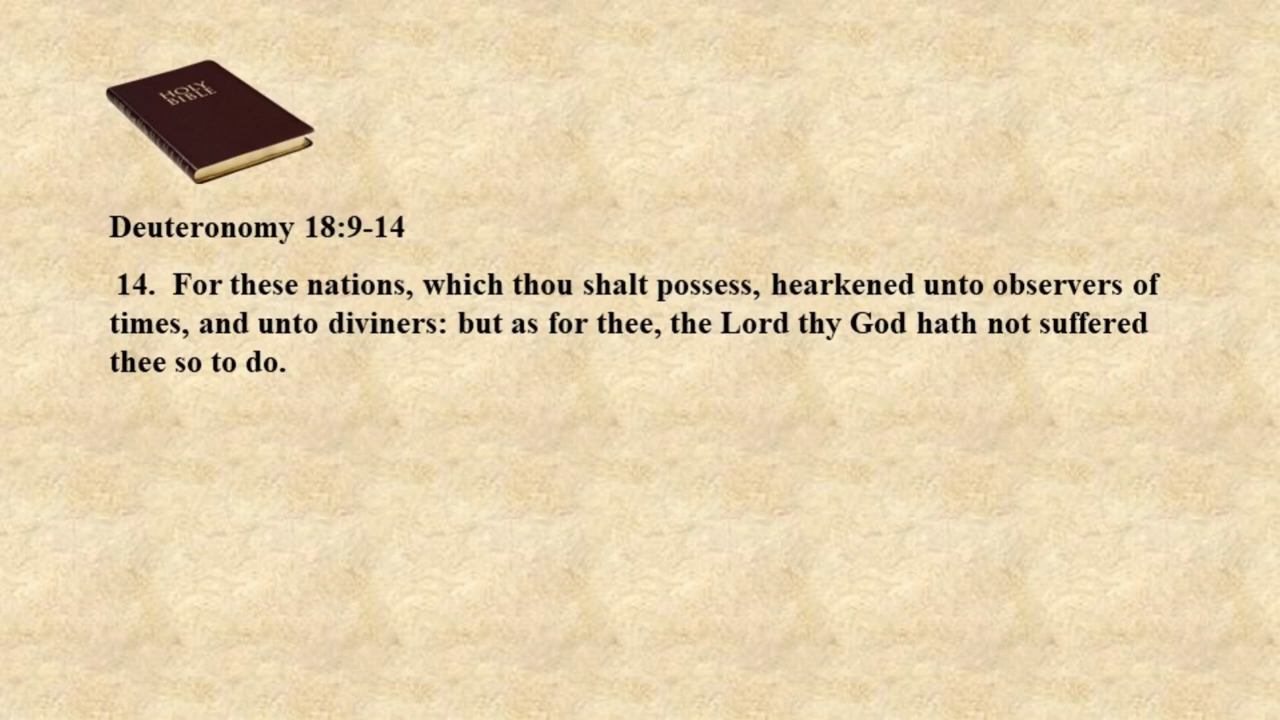 HOLY
BIBLE
Deuteronomy 18:9-14
14. For these nations, which thou shalt possess, hearkened unto observers of
times, and unto diviners: but as for thee, the Lord thy God hath not suffered
thee so to do.